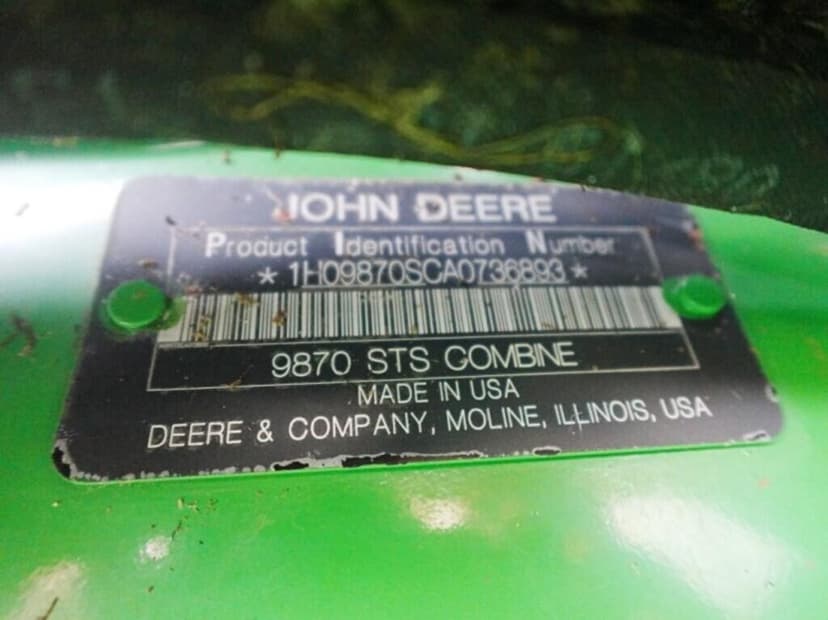 JOHN DEERE
Product Identification Number
*1H09870SCA0736893*
9870 STS COMBINE
MADE IN USA
DEERE & COMPANY, MOLINE, ILLINOIS, USA